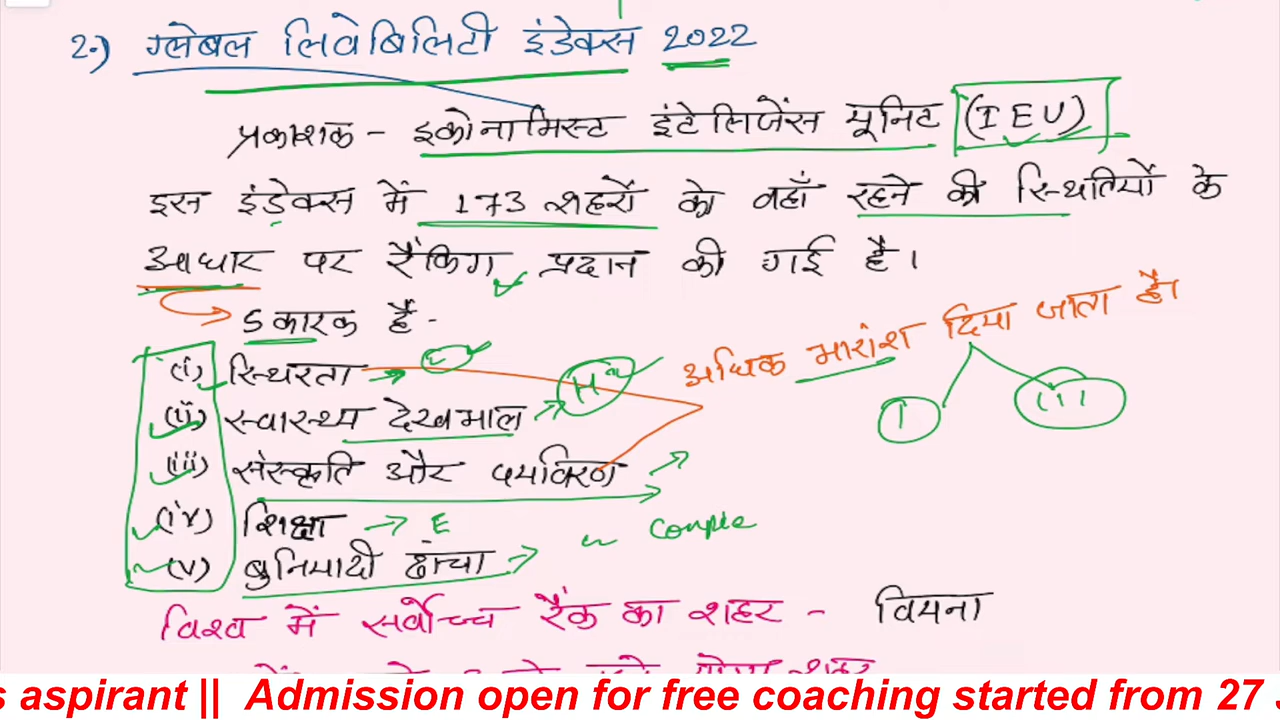 2.) ग्लेबल लिवेबिलिटी इंडेक्स 2022
प्रकाशक - इकोनामिस्ट इंटेलिजेंस यूनिट (IEU)
इस इंडेक्स में 173 शहरों को वहाँ रहने की स्थितियों के
आधार पर रैंकिग प्रदान की गई है।
5 कारक हैं -
अधिक भारांश दिया जाता है।
(i) स्थिरता
(ii) स्वास्थ्य देखभाल
I (iii)
(iii) संस्कृति और पर्यावरण
(iv) शिक्षा → E
(v) बुनियादी ढांचा
विश्व में सर्वोच्च रैंक का शहर - वियना
s aspirant || Admission open for free coaching started from 27